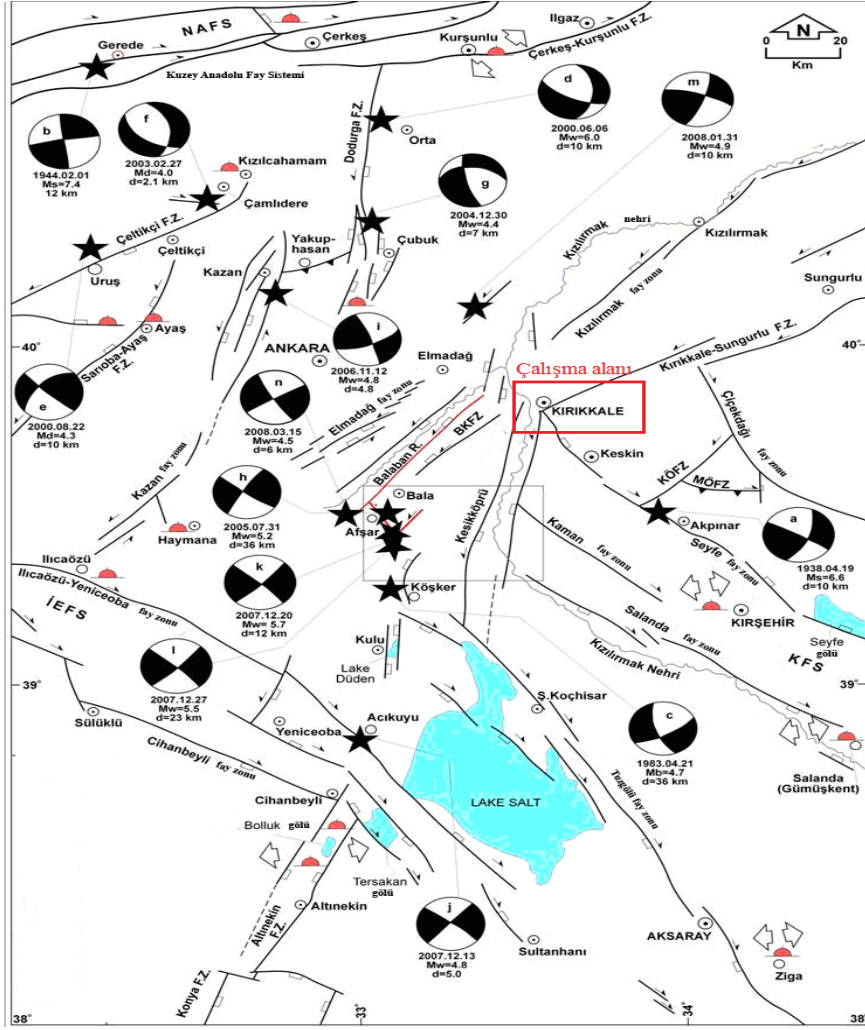 NAFS
Gerede
Çerkeş
Kurşunlu
Ilgaz
Çerkeş-Kurşunlu F.Z.
N
0 20
Km
Kuzey Anadolu Fay Sistemi
b
1944.02.01
Ms=7.4
12 km
f
2003.02.27
Md=4.0
d=2.1 km
Kızılcahamam
Çamlıdere
Dodurga F.Z.
Orta
d
2000.06.06
Mw=6.0
d=10 km
m
2008.01.31
Mw=4.9
d=10 km
g
2004.12.30
Mw=4.4
d=7 km
Çeltikçi F.Z.
Çeltikçi
Uruş
Kazan
Yakup-
hasan
Çubuk
Kızılırmak
nehri
Kızılırmak
Kızılırmak fay zonu
Sungurlu
Ayaş
Sarıoba-Ayaş
F.Z.
40
40
ANKARA
i
2006.11.12
Mw=4.8
d=4.8
Elmadağ
Kırıkkale-Sungurlu F.Z.
Çalışma alanı
KIRIKKALE
e
2000.08.22
Md=4.3
d=10 km
n
2008.03.15
Mw=4.5
d=6 km
Elmadağ fay zonu
Balaban R.
BKFZ
Keskin
Çiçekdağı
fay zonu
KÖFZ
MÖFZ
Kazan fay zonu
h
2005.07.31
Mw=5.2
d=36 km
Bala
Afşar
Kesikköprü
Akpınar
a
1938.04.19
Mw=6.6
d=10 km
Haymana
Ilıcaözü
Ilıcaözü-Yeniceoba fay zonu
İEFS
k
2007.12.20
Mw= 5.7
d=12 km
Köşker
Kaman
fay zonu
Seyfe
fay zonu
KIRŞEHİR
Seyfe
gölü
KFS
Salanda
fay zonu
Kızılırmak Nehri
l
2007.12.27
Mw=5.5
d=23 km
Kulu
Lake
Düden
39
39
Sülüklü
Yeniceoba
Acıkuyu
Ş.Koçhisar
c
1983.04.21
Mb=4.7
d=36 km
Salanda
(Gümüşkent)
Cihanbeyli fay zonu
Cihanbeyli
LAKE SALT
Tuzgölü fay zonu
Bolluk gölü
Tersakan
gölü
Altınekin
Altınekin
F.Z.
j
2007.12.13
Mw=4.8
d=5.0
Sultanhanı
AKSARAY
Ziga
Konya F.Z.
38
33
34
38